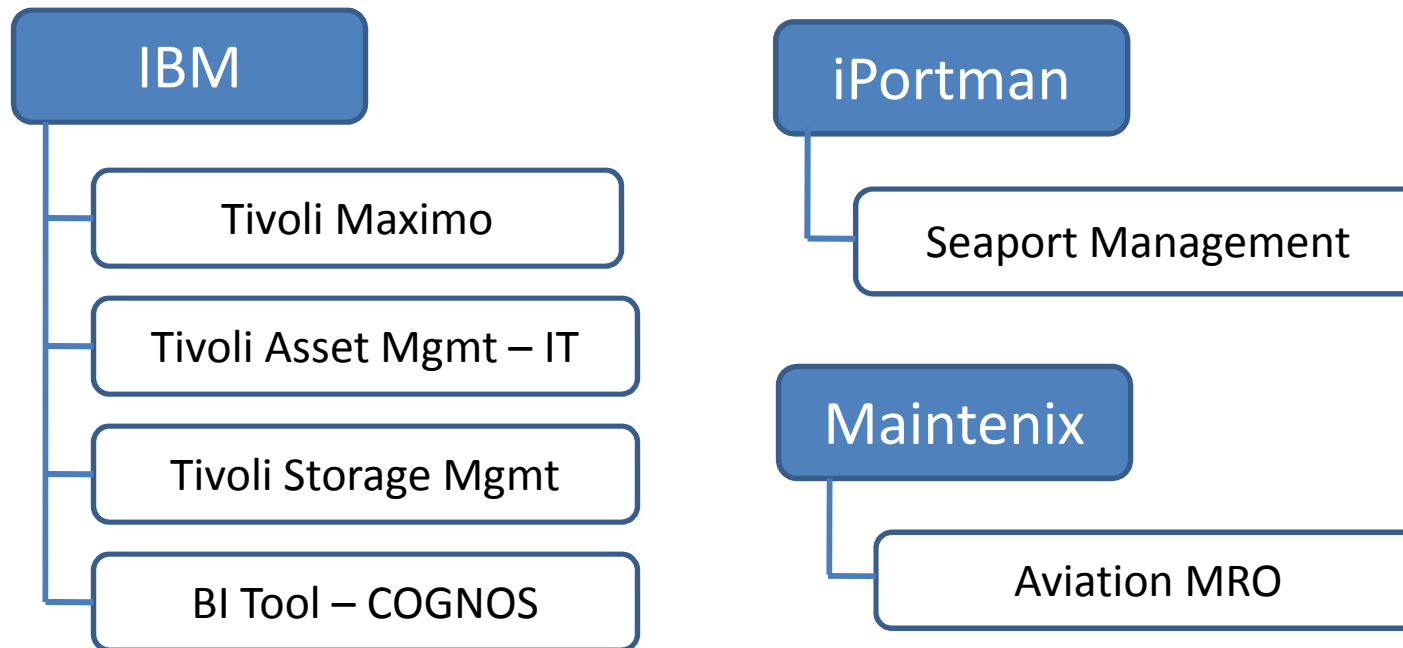 IBM
Tivoli Maximo
Tivoli Asset Mgmt – IT
Tivoli Storage Mgmt
BI Tool – COGNOS
iPortman
Seaport Management
Maintenix
Aviation MRO